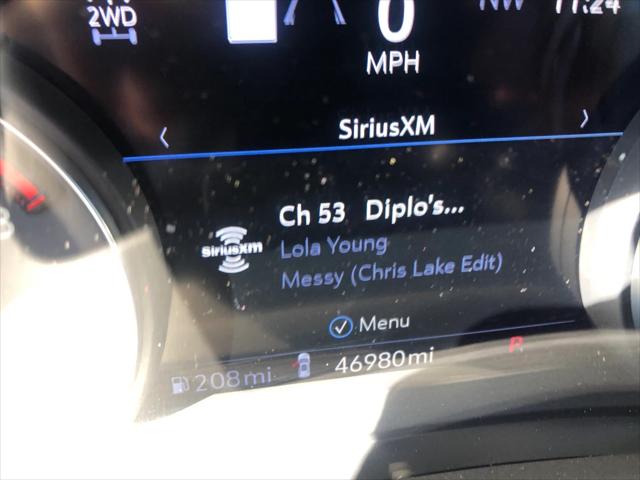 2WD
0
NW
11:24
MPH
SiriusXM
Ch 53 Diplo's...
SiriusXM
Lola Young
Messy (Chris Lake Edit)
Menu
208mi
46980mi
P